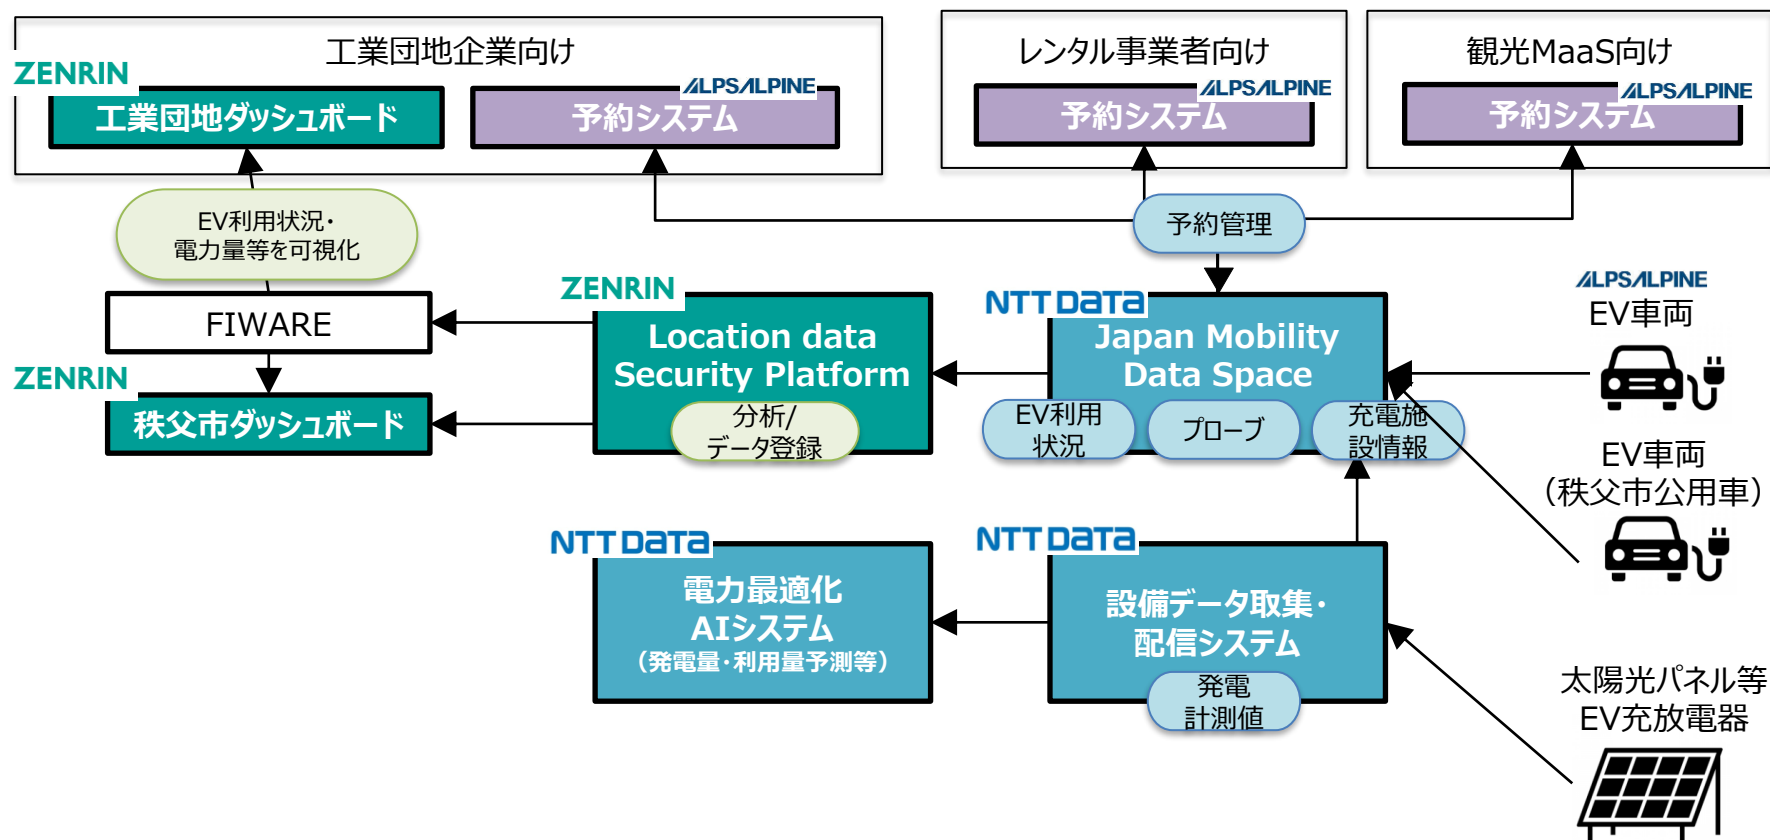 工業団地企業向け
ZENRIN
工業団地ダッシュボード
ALPSALPINE
予約システム
レンタル事業者向け
ALPSALPINE
予約システム
観光MaaS向け
ALPSALPINE
予約システム
EV利用状況・
電力量等を可視化
予約管理
FIWARE
ZENRIN
秩父市ダッシュボード
ZENRIN
Location data
Security Platform
分析/
データ登録
NTT DATA
Japan Mobility
Data Space
EV利用
状況
プローブ
充電施
設情報
ALPSALPINE
EV車両
EV車両
（秩父市公用車）
NTT DATA
電力最適化
AIシステム
（発電量・利用量予測等）
NTT DATA
設備データ取集・
配信システム
発電
計測値
太陽光パネル等
EV充放電器